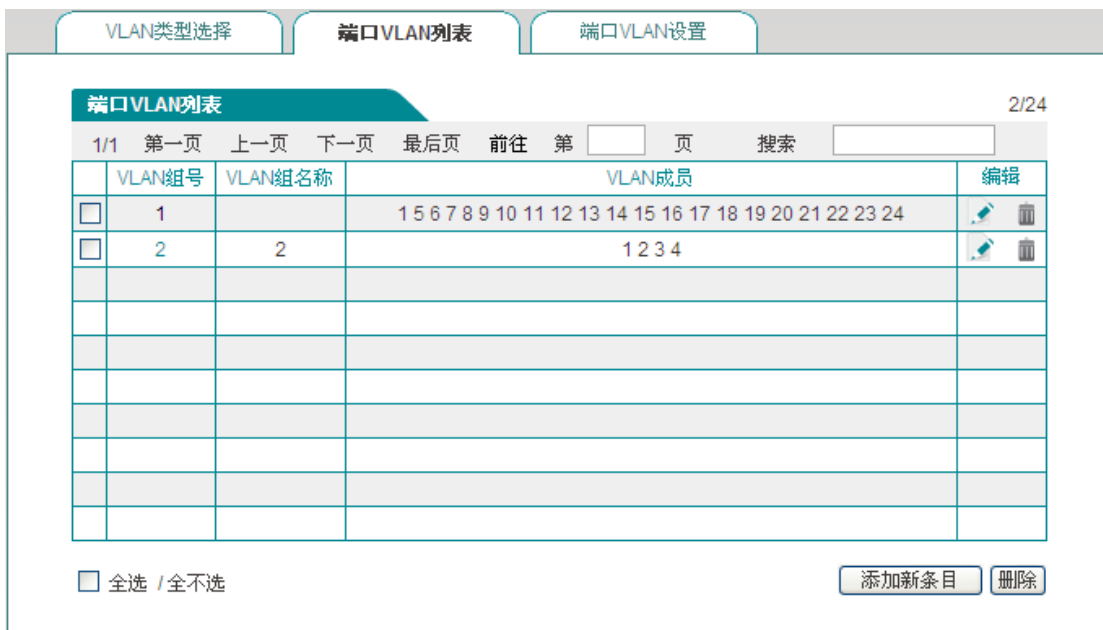 VLAN类型选择 端口VLAN列表 端口VLAN设置
端口VLAN列表 2/24
1/1 第一页 上一页 下一页 最后页 前往 第 页 搜索
VLAN组号 VLAN组名称 VLAN成员 编辑
1 1 5 6 7 8 9 10 11 12 13 14 15 16 17 18 19 20 21 22 23 24
2 2 1 2 3 4
全选 / 全不选 添加新条目 删除